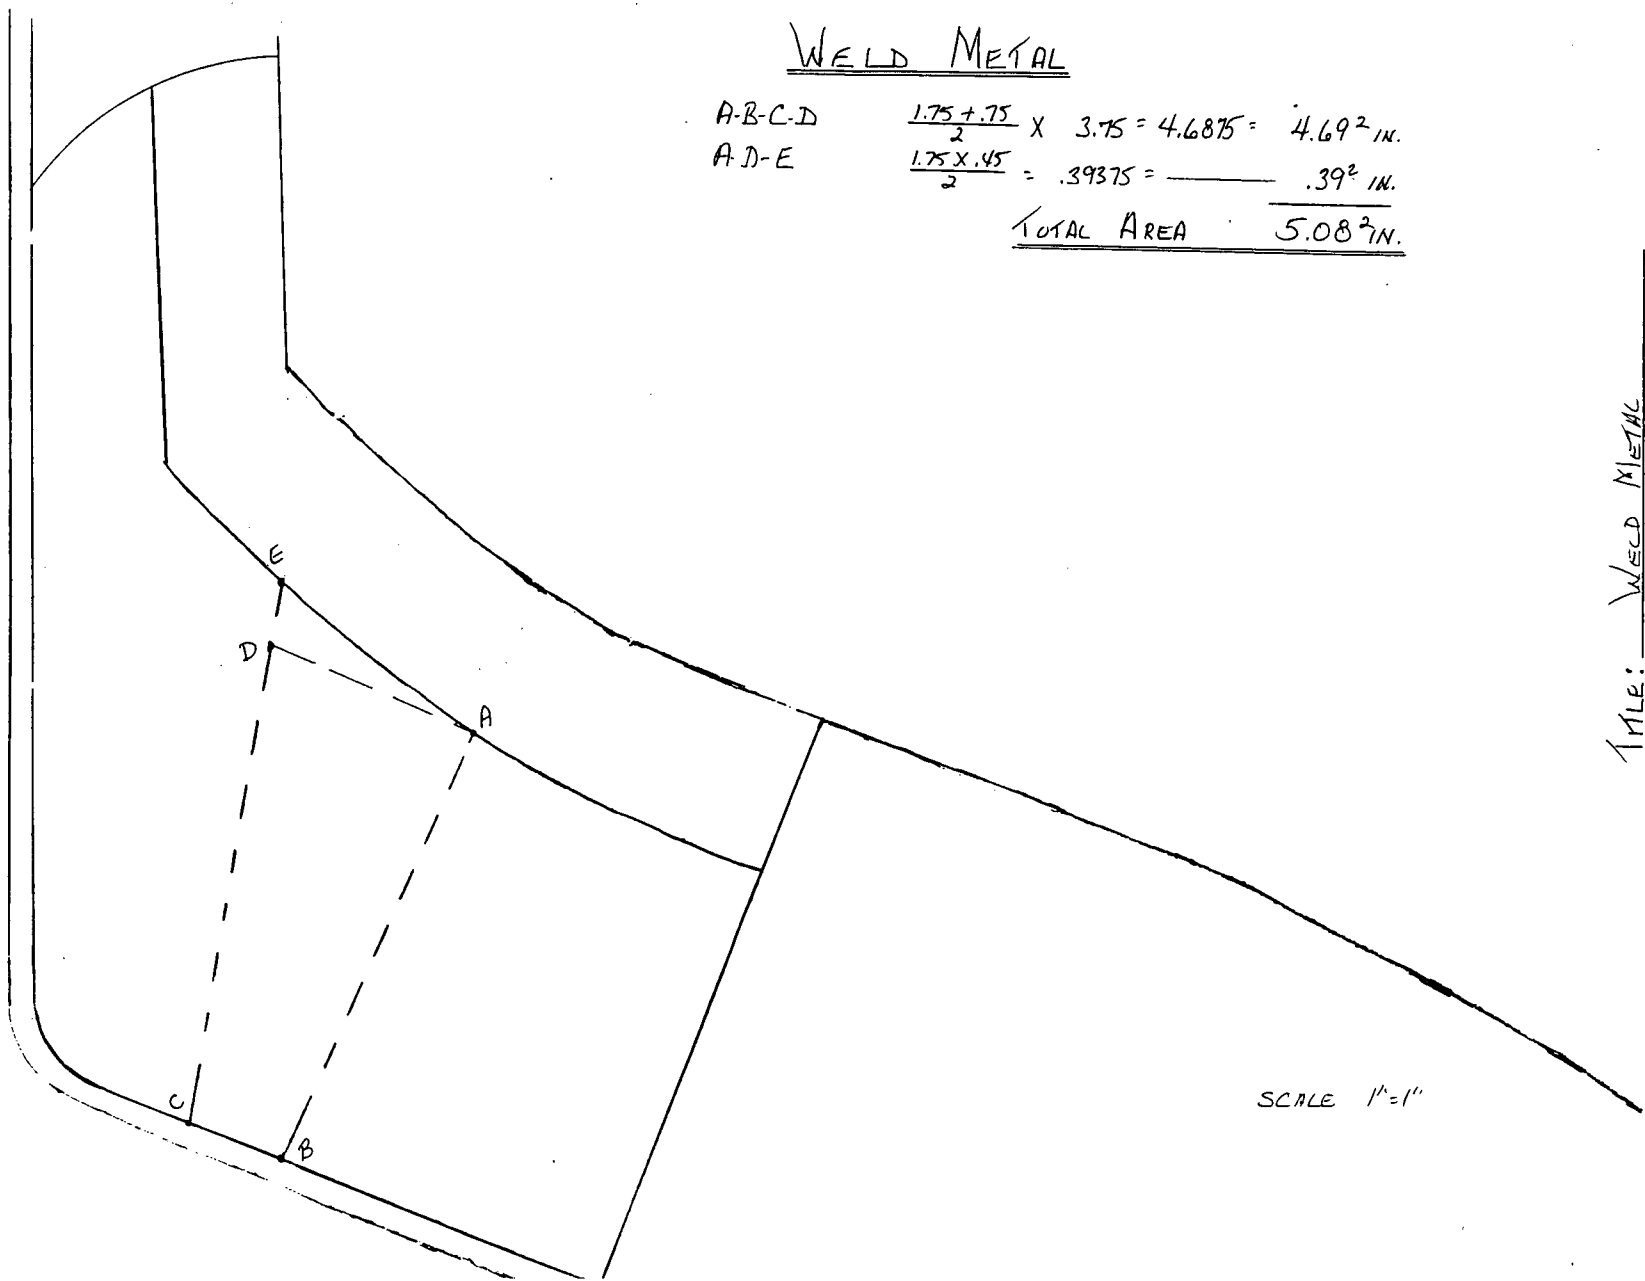 WELD METAL
A-B-C-D 1.75 + .75 / 2 X 3.75 = 4.6875 = 4.69² IN.
A-D-E 1.75 X .45 / 2 = .39375 = .39² IN.
TOTAL AREA 5.08² IN.
TITLE: WELD METAL
E
D
A
C
B
SCALE 1"=1"